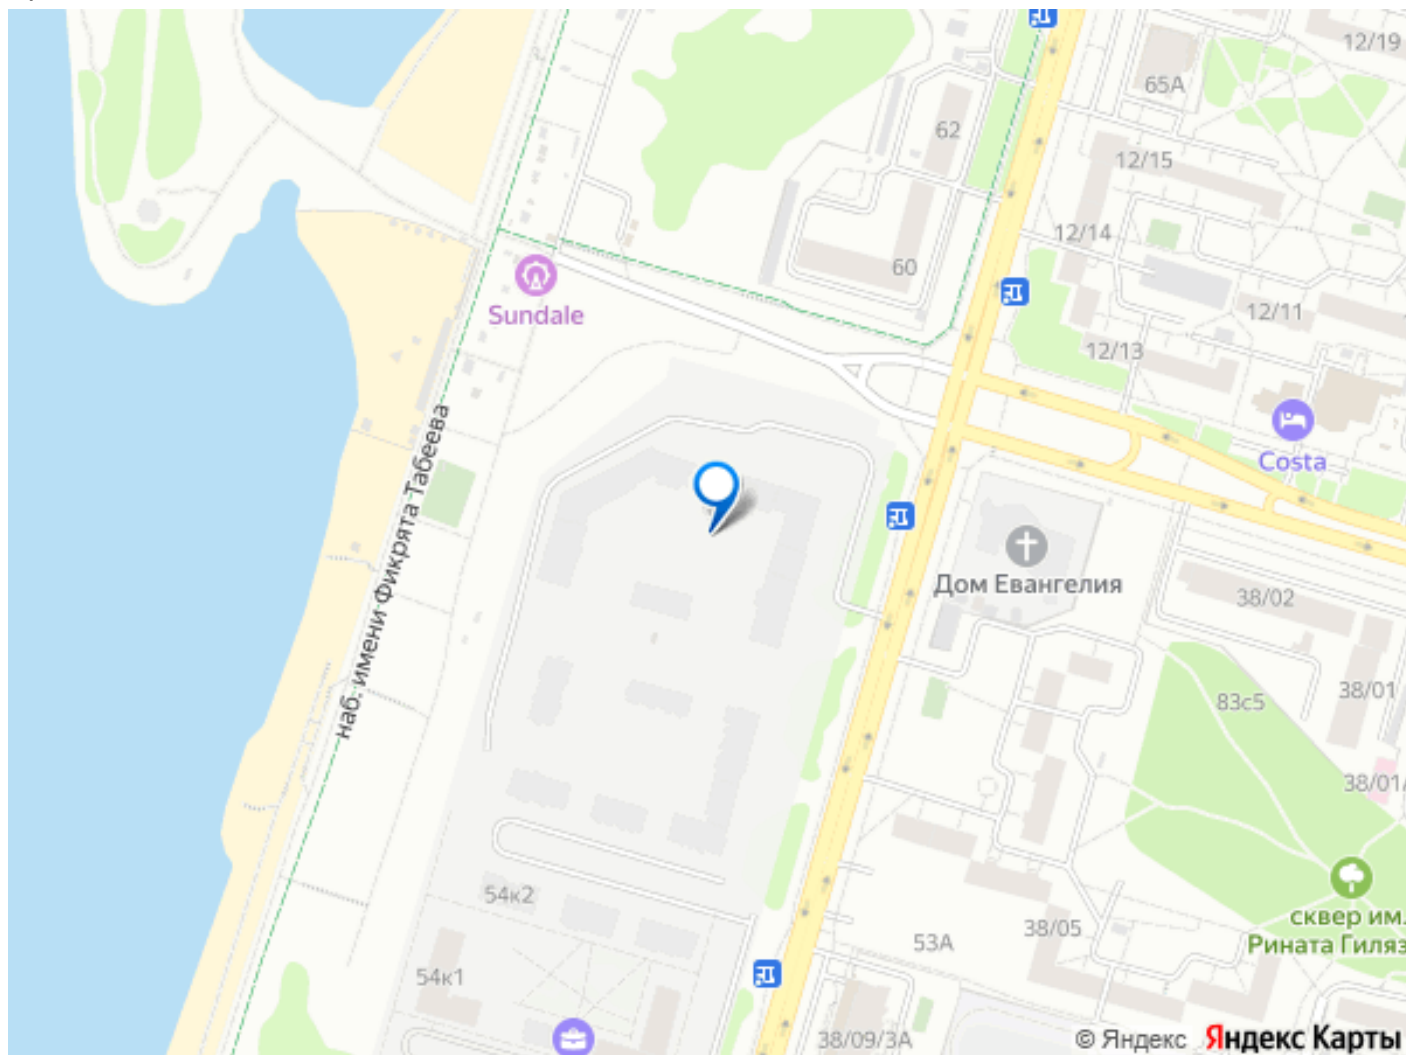 12/19
65А
62
12/15
12/14
60
Sundale
12/11
12/13
Costa
наб. имени Фикрята Табеева
Дом Евангелия
38/02
38/01
83с5
38/01/
54к2
сквер им.
Рината Гиляз
38/05
53А
54к1
38/09/3А
© Яндекс Яндекс Карты